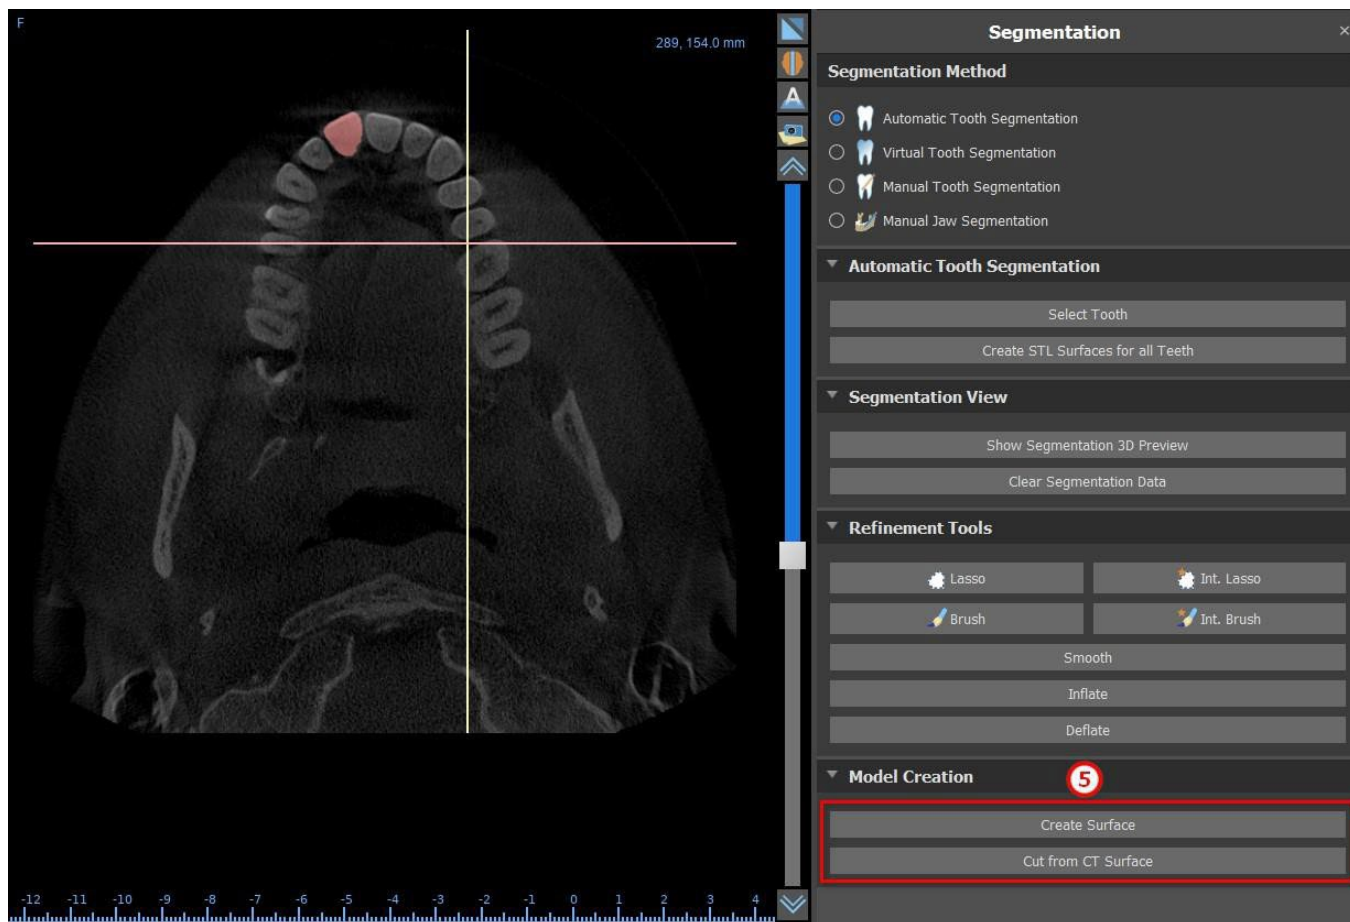 F
289, 154.0 mm
A
Segmentation
×
Segmentation Method
Automatic Tooth Segmentation
Virtual Tooth Segmentation
Manual Tooth Segmentation
Manual Jaw Segmentation
Automatic Tooth Segmentation
Select Tooth
Create STL Surfaces for all Teeth
Segmentation View
Show Segmentation 3D Preview
Clear Segmentation Data
Refinement Tools
Lasso
Int. Lasso
Brush
Int. Brush
Smooth
Inflate
Deflate
Model Creation
5
Create Surface
Cut from CT Surface
-12 -11 -10 -9 -8 -7 -6 -5 -4 -3 -2 -1 0 1 2 3 4